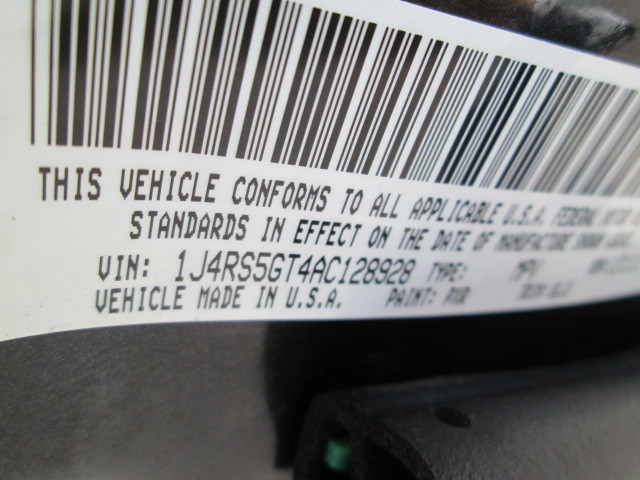 THIS VEHICLE CONFORMS TO ALL APPLICABLE U.S.A. FEDERAL MOTOR
STANDARDS IN EFFECT ON THE DATE OF MANUFACTURE SHOWN
VIN: 1J4RS5GT4AC128928 TYPE: MPV
VEHICLE MADE IN U.S.A. PAINT: PXR